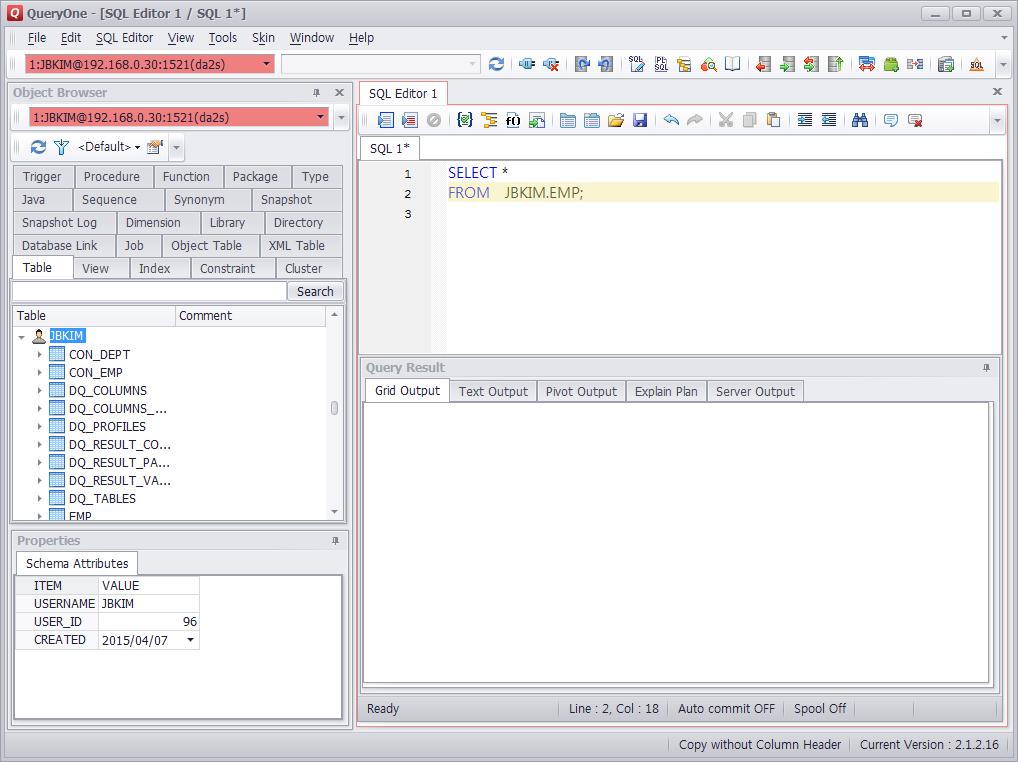 QueryOne - [SQL Editor 1 / SQL 1*]
File Edit SQL Editor View Tools Skin Window Help
1:JBKIM@192.168.0.30:1521(da2s)
Object Browser
1:JBKIM@192.168.0.30:1521(da2s)
<Default>
Trigger Procedure Function Package Type
Java Sequence Synonym Snapshot
Snapshot Log Dimension Library Directory
Database Link Job Object Table XML Table
Table View Index Constraint Cluster
Search
Table Comment
JBKIM
CON_DEPT
CON_EMP
DQ_COLUMNS
DQ_COLUMNS_...
DQ_PROFILES
DQ_RESULT_CO...
DQ_RESULT_PA...
DQ_RESULT_VA...
DQ_TABLES
EMP
Properties
Schema Attributes
ITEM VALUE
USERNAME JBKIM
USER_ID 96
CREATED 2015/04/07
SQL Editor 1
SQL 1*
1 SELECT *
2 FROM JBKIM.EMP;
3
Query Result
Grid Output Text Output Pivot Output Explain Plan Server Output
Ready Line : 2, Col : 18 Auto commit OFF Spool Off
Copy without Column Header Current Version : 2.1.2.16